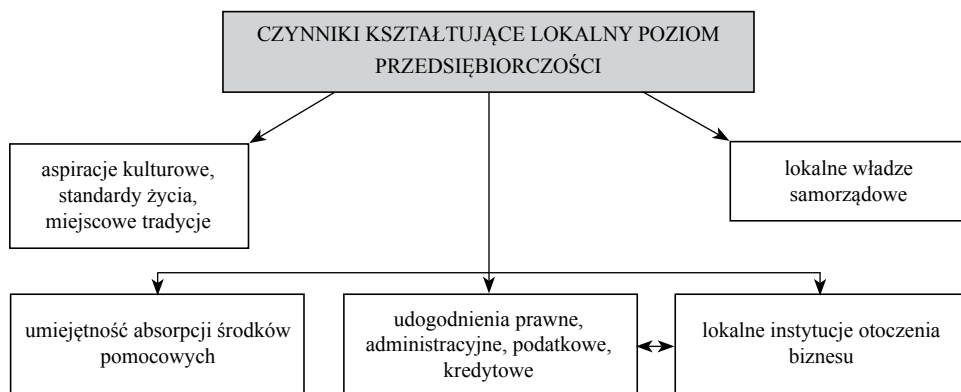 CZYNNIKI KSZTAŁTUJĄCE LOKALNY POZIOM
PRZEDSIĘBIORCZOŚCI
aspiracje kulturowe,
standardy życia,
miejscowe tradycje
lokalne władze
samorządowe
umiejętność absorpcji środków
pomocowych
udogodnienia prawne,
administracyjne, podatkowe,
kredytowe
lokalne instytucje otoczenia
biznesu